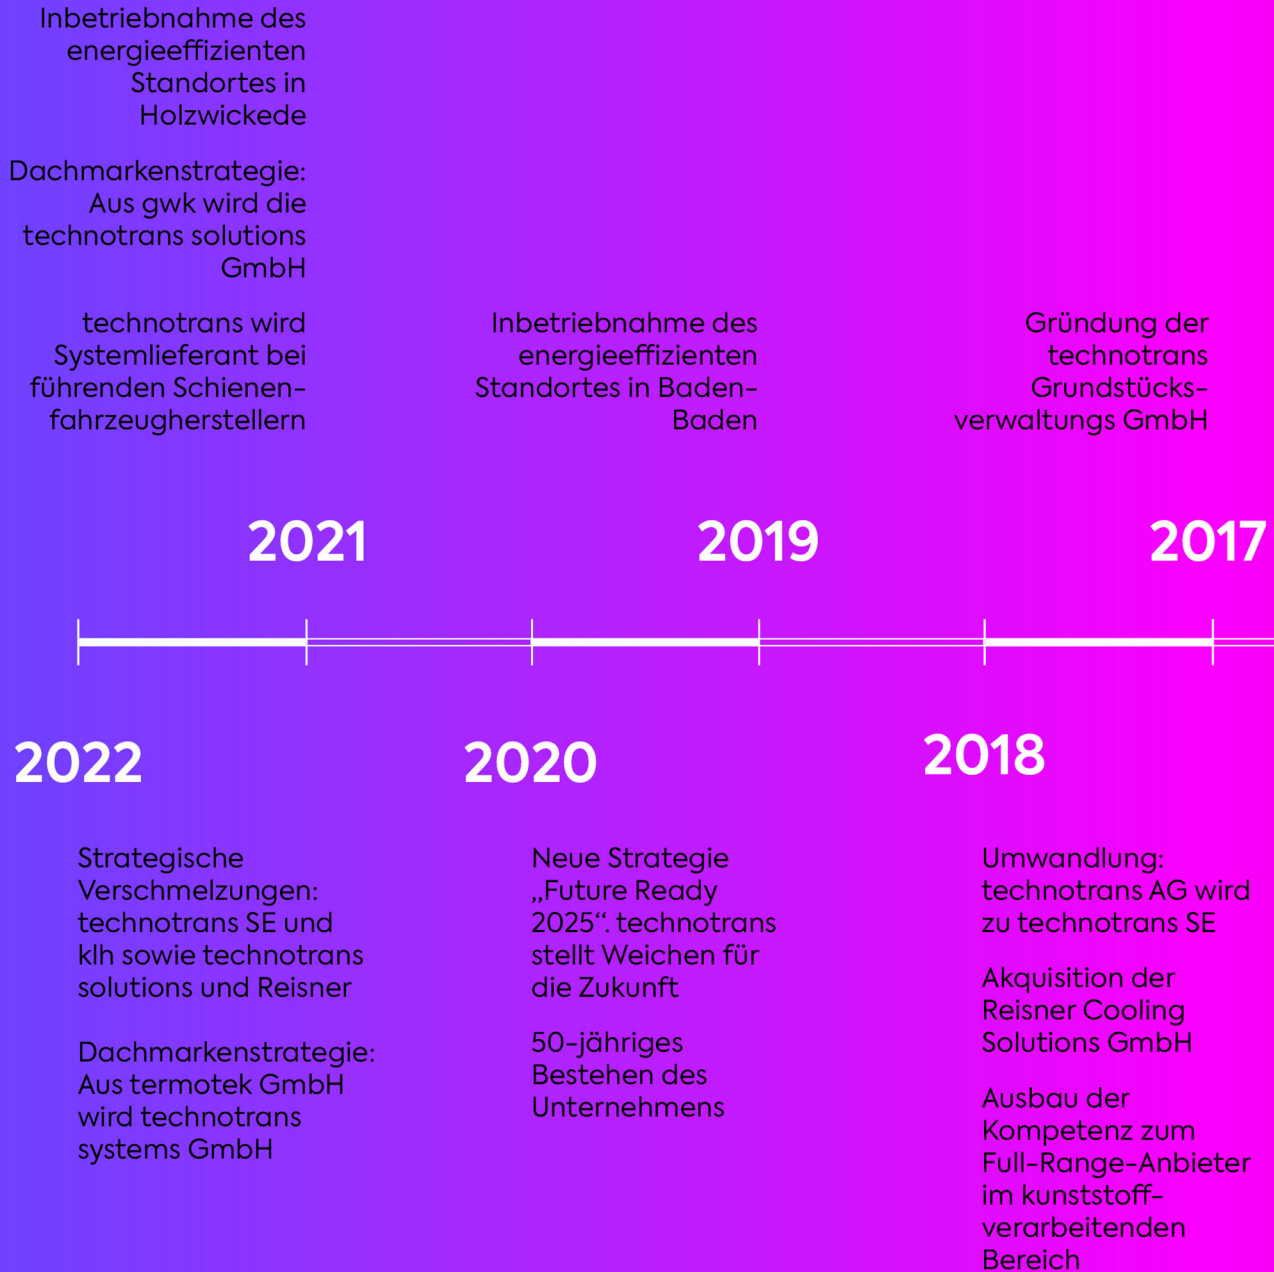 Inbetriebnahme des
energieeffizienten
Standortes in
Holzwickede
Dachmarkenstrategie:
Aus gwk wird die
technotrans solutions
GmbH
technotrans wird
Systemlieferant bei
führenden Schienen-
fahrzeugherstellern
2021
Inbetriebnahme des
energieeffizienten
Standortes in Baden-
Baden
2019
Gründung der
technotrans
Grundstücks-
verwaltungs GmbH
2017
2022
Strategische
Verschmelzungen:
technotrans SE und
klh sowie technotrans
solutions und Reisner
Dachmarkenstrategie:
Aus termotek GmbH
wird technotrans
systems GmbH
2020
Neue Strategie
„Future Ready
2025“. technotrans
stellt Weichen für
die Zukunft
50-jähriges
Bestehen des
Unternehmens
2018
Umwandlung:
technotrans AG wird
zu technotrans SE
Akquisition der
Reisner Cooling
Solutions GmbH
Ausbau der
Kompetenz zum
Full-Range-Anbieter
im kunststoff-
verarbeitenden
Bereich